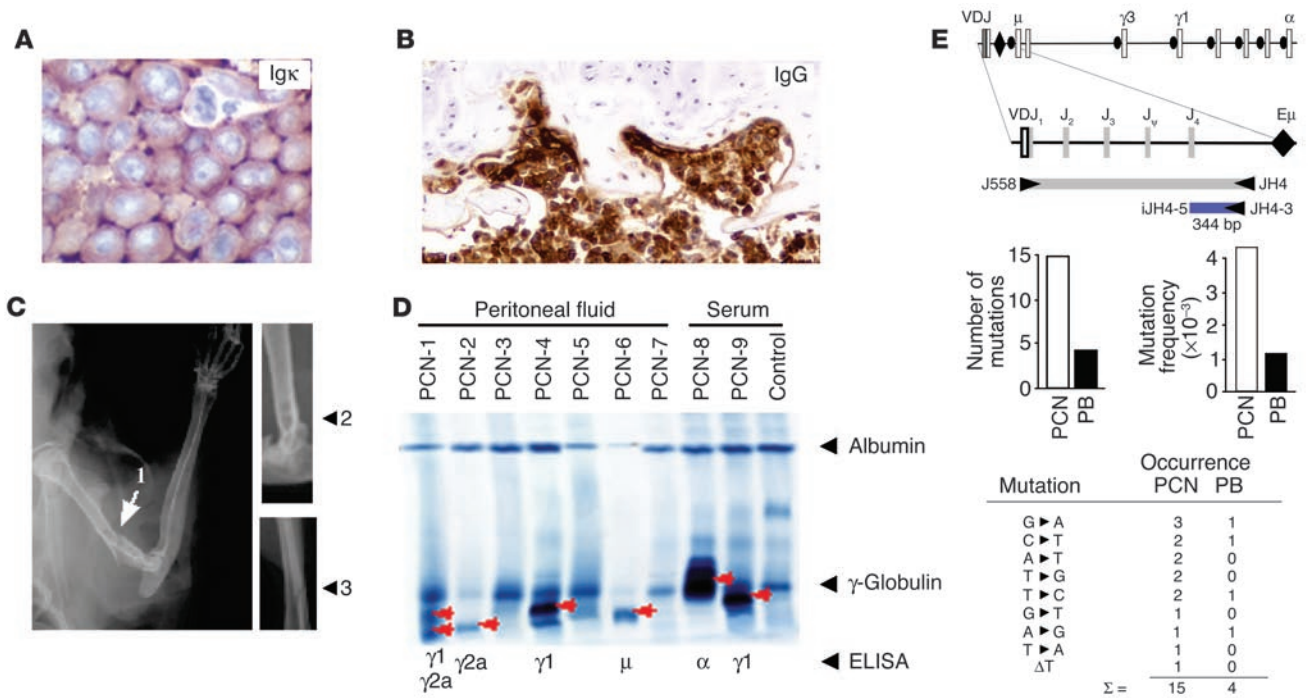 A
Igκ
B
IgG
C
1
2
3
D
Peritoneal fluid Serum
PCN-1 PCN-2 PCN-3 PCN-4 PCN-5 PCN-6 PCN-7 PCN-8 PCN-9 Control
Albumin
γ-Globulin
γ1 γ2a γ1 μ α γ1 ELISA
γ2a
E
VDJ μ γ3 γ1 α
VDJ1 J2 J3 Jψ J4 Eμ
J558 JH4
iJH4-5 JH4-3
344 bp
Number of mutations
15
10
5
0
PCN PB
Mutation frequency (×10–3)
4
3
2
1
0
PCN PB
Occurrence
Mutation PCN PB
G►A 3 1
C►T 2 1
A►T 2 0
T►G 2 0
T►C 2 1
G►T 1 0
A►G 1 1
T►A 1 0
ΔT 1 0
Σ = 15 4